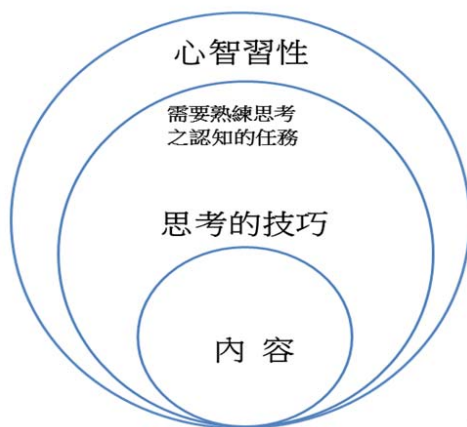 心智習性
需要熟練思考
之認知的任務
思考的技巧
內 容